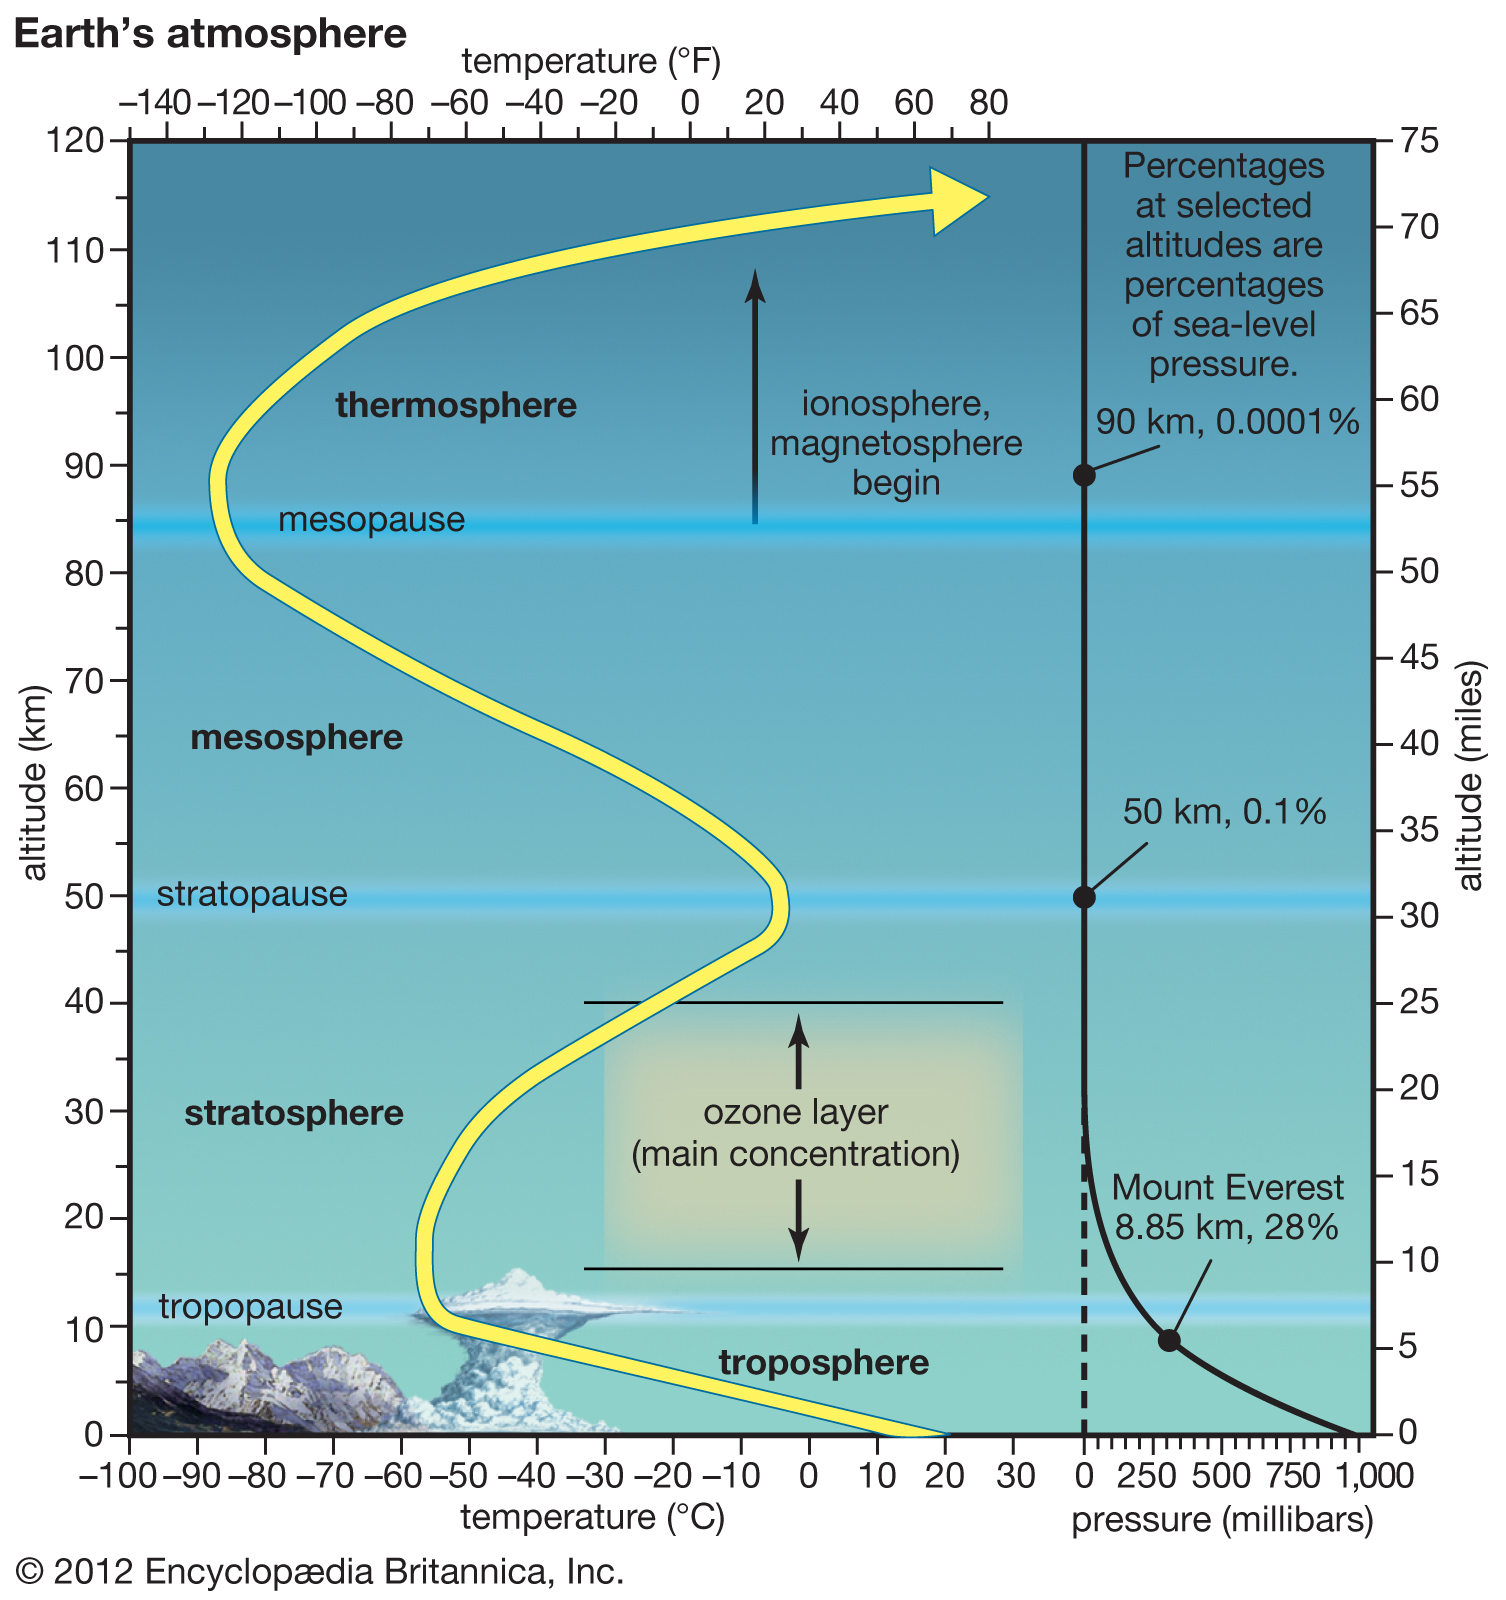 Earth's atmosphere
temperature (°F)
–140 –120 –100 –80 –60 –40 –20 0 20 40 60 80
120
110
100
90
80
70
60
50
40
30
20
10
0
altitude (km)
75
70
65
60
55
50
45
40
35
30
25
20
15
10
5
0
altitude (miles)
Percentages
at selected
altitudes are
percentages
of sea-level
pressure.
90 km, 0.0001%
thermosphere
ionosphere,
magnetosphere
begin
mesopause
mesosphere
50 km, 0.1%
stratopause
stratosphere
ozone layer
(main concentration)
Mount Everest
8.85 km, 28%
tropopause
troposphere
–100 –90 –80 –70 –60 –50 –40 –30 –20 –10 0 10 20 30
temperature (°C)
0 250 500 750 1,000
pressure (millibars)
© 2012 Encyclopædia Britannica, Inc.